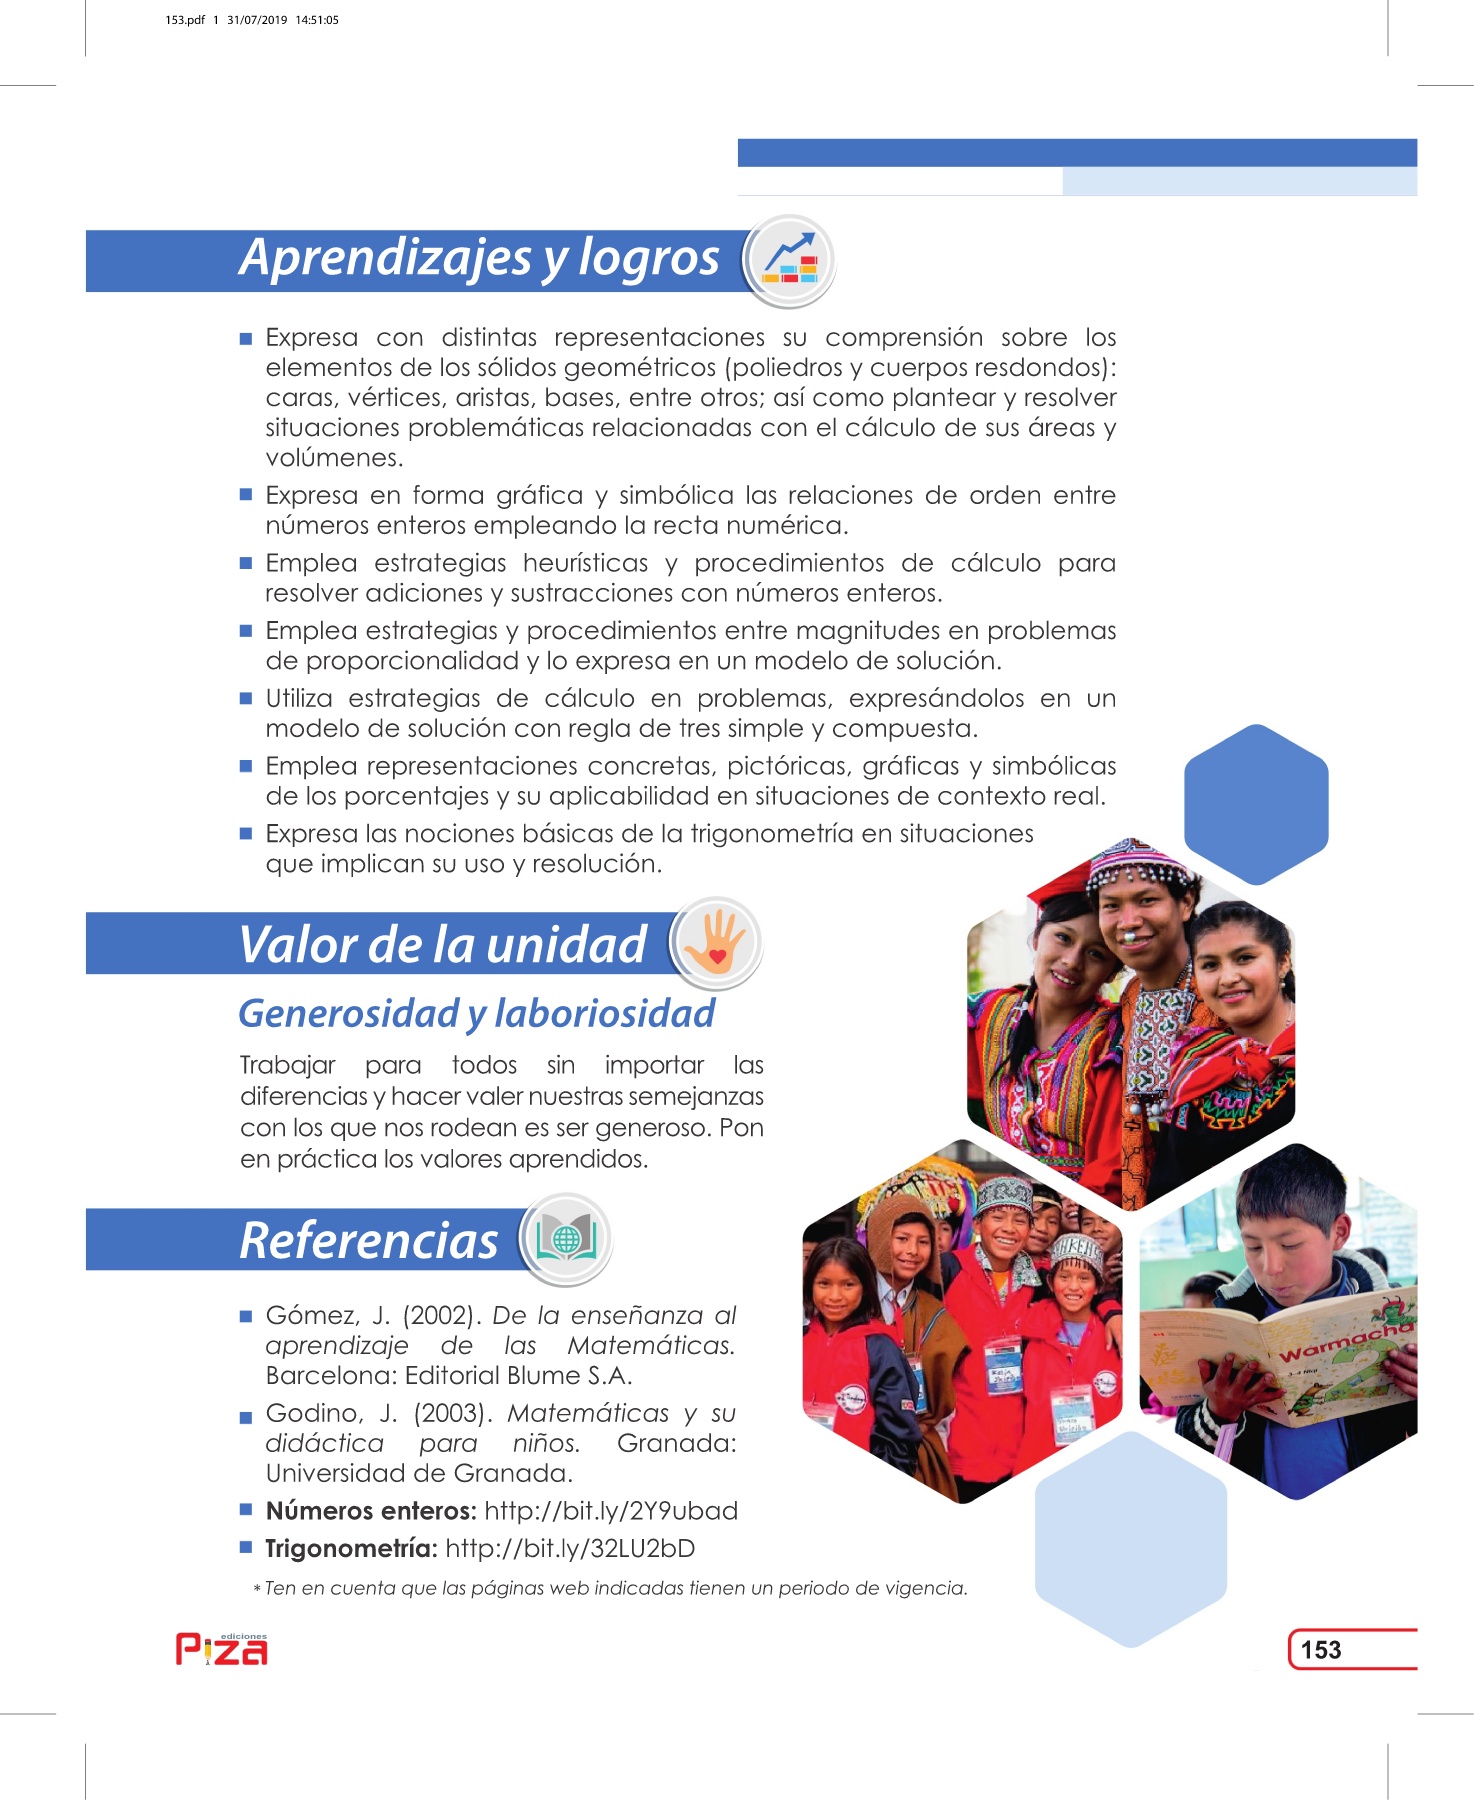 153.pdf 1 31/07/2019 14:51:05
Aprendizajes y logros
Expresa con distintas representaciones su comprensión sobre los
elementos de los sólidos geométricos (poliedros y cuerpos resdondos):
caras, vértices, aristas, bases, entre otros; así como plantear y resolver
situaciones problemáticas relacionadas con el cálculo de sus áreas y
volúmenes.
Expresa en forma gráfica y simbólica las relaciones de orden entre
números enteros empleando la recta numérica.
Emplea estrategias heurísticas y procedimientos de cálculo para
resolver adiciones y sustracciones con números enteros.
Emplea estrategias y procedimientos entre magnitudes en problemas
de proporcionalidad y lo expresa en un modelo de solución.
Utiliza estrategias de cálculo en problemas, expresándolos en un
modelo de solución con regla de tres simple y compuesta.
Emplea representaciones concretas, pictóricas, gráficas y simbólicas
de los porcentajes y su aplicabilidad en situaciones de contexto real.
Expresa las nociones básicas de la trigonometría en situaciones
que implican su uso y resolución.
Valor de la unidad
Generosidad y laboriosidad
Trabajar para todos sin importar las
diferencias y hacer valer nuestras semejanzas
con los que nos rodean es ser generoso. Pon
en práctica los valores aprendidos.
Referencias
Gómez, J. (2002). De la enseñanza al
aprendizaje de las Matemáticas.
Barcelona: Editorial Blume S.A.
Godino, J. (2003). Matemáticas y su
didáctica para niños. Granada:
Universidad de Granada.
Números enteros: http://bit.ly/2Y9ubad
Trigonometría: http://bit.ly/32LU2bD
* Ten en cuenta que las páginas web indicadas tienen un periodo de vigencia.
Warmacha
2
ediciones
Piza
153